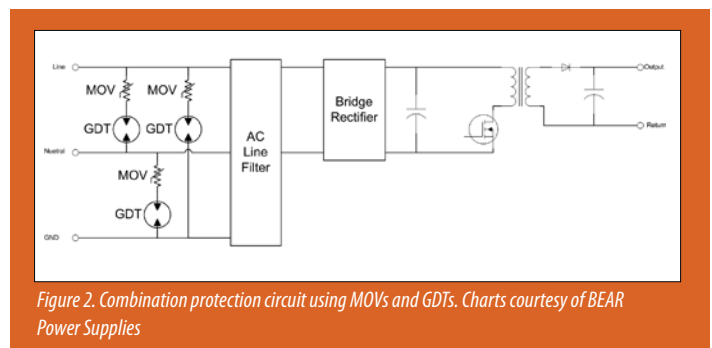 Line
MOV
MOV
GDT
GDT
Nuetral
MOV
GDT
GND
AC
Line
Filter
Bridge
Rectifier
Output
Return
Figure 2. Combination protection circuit using MOVs and GDTs. Charts courtesy of BEAR
Power Supplies